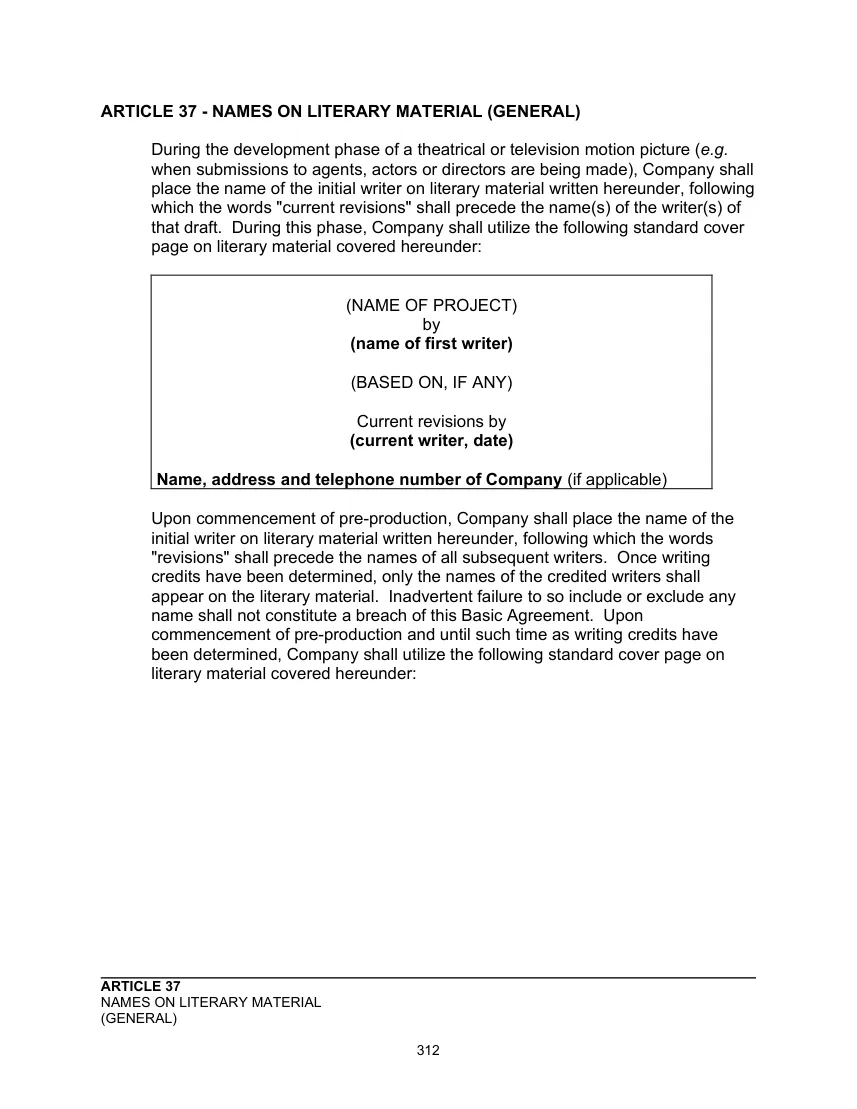 ARTICLE 37 - NAMES ON LITERARY MATERIAL (GENERAL)
During the development phase of a theatrical or television motion picture (e.g.
when submissions to agents, actors or directors are being made), Company shall
place the name of the initial writer on literary material written hereunder, following
which the words "current revisions" shall precede the name(s) of the writer(s) of
that draft.  During this phase, Company shall utilize the following standard cover
page on literary material covered hereunder:
(NAME OF PROJECT)
by
(name of first writer)
(BASED ON, IF ANY)
Current revisions by
(current writer, date)
Name, address and telephone number of Company (if applicable)
Upon commencement of pre-production, Company shall place the name of the
initial writer on literary material written hereunder, following which the words
"revisions" shall precede the names of all subsequent writers.  Once writing
credits have been determined, only the names of the credited writers shall
appear on the literary material.  Inadvertent failure to so include or exclude any
name shall not constitute a breach of this Basic Agreement.  Upon
commencement of pre-production and until such time as writing credits have
been determined, Company shall utilize the following standard cover page on
literary material covered hereunder:
ARTICLE 37
NAMES ON LITERARY MATERIAL
(GENERAL)
312